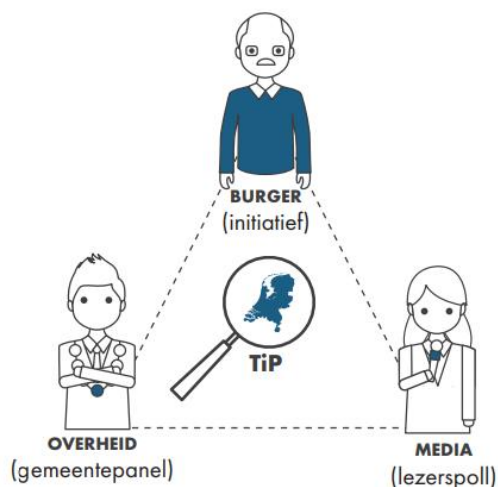 BURGER
(initiatief)
TiP
OVERHEID
(gemeentepanel)
MEDIA
(lezerspoll)